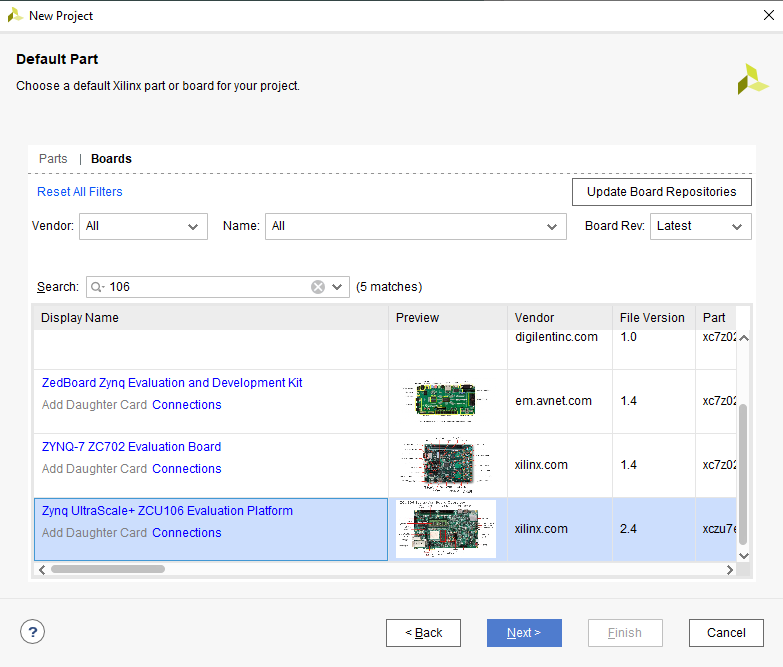 New Project
Default Part
Choose a default Xilinx part or board for your project.
Parts | Boards
Reset All Filters
Update Board Repositories
Vendor: All Name: All Board Rev: Latest
Search: 106 (5 matches)
Display Name Preview Vendor File Version Part
digilentinc.com 1.0 xc7z02
ZedBoard Zynq Evaluation and Development Kit
Add Daughter Card Connections
em.avnet.com 1.4 xc7z02
ZYNQ-7 ZC702 Evaluation Board
Add Daughter Card Connections
xilinx.com 1.4 xc7z02
Zynq UltraScale+ ZCU106 Evaluation Platform
Add Daughter Card Connections
xilinx.com 2.4 xczu7e
? < Back Next > Finish Cancel